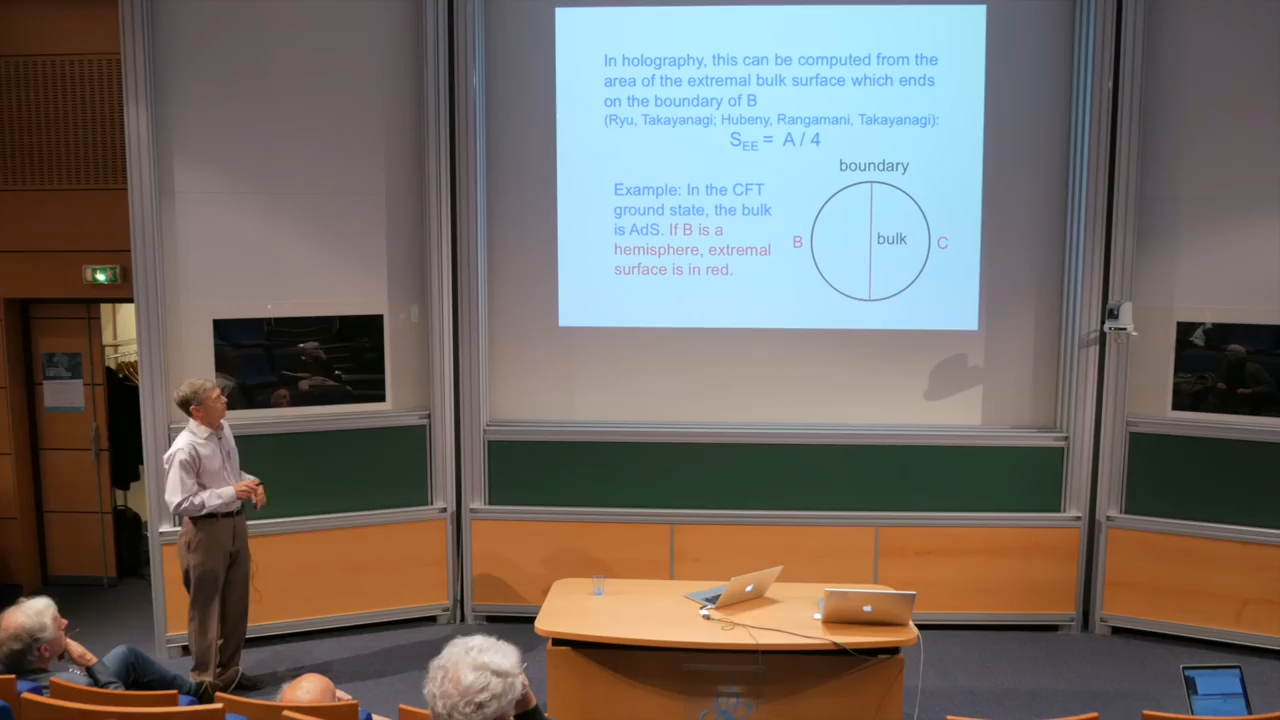 In holography, this can be computed from the
area of the extremal bulk surface which ends
on the boundary of B
(Ryu, Takayanagi; Hubeny, Rangamani, Takayanagi):
S_EE = A / 4
boundary
Example: In the CFT
ground state, the bulk
is AdS. If B is a
hemisphere, extremal
surface is in red.
B
bulk
C